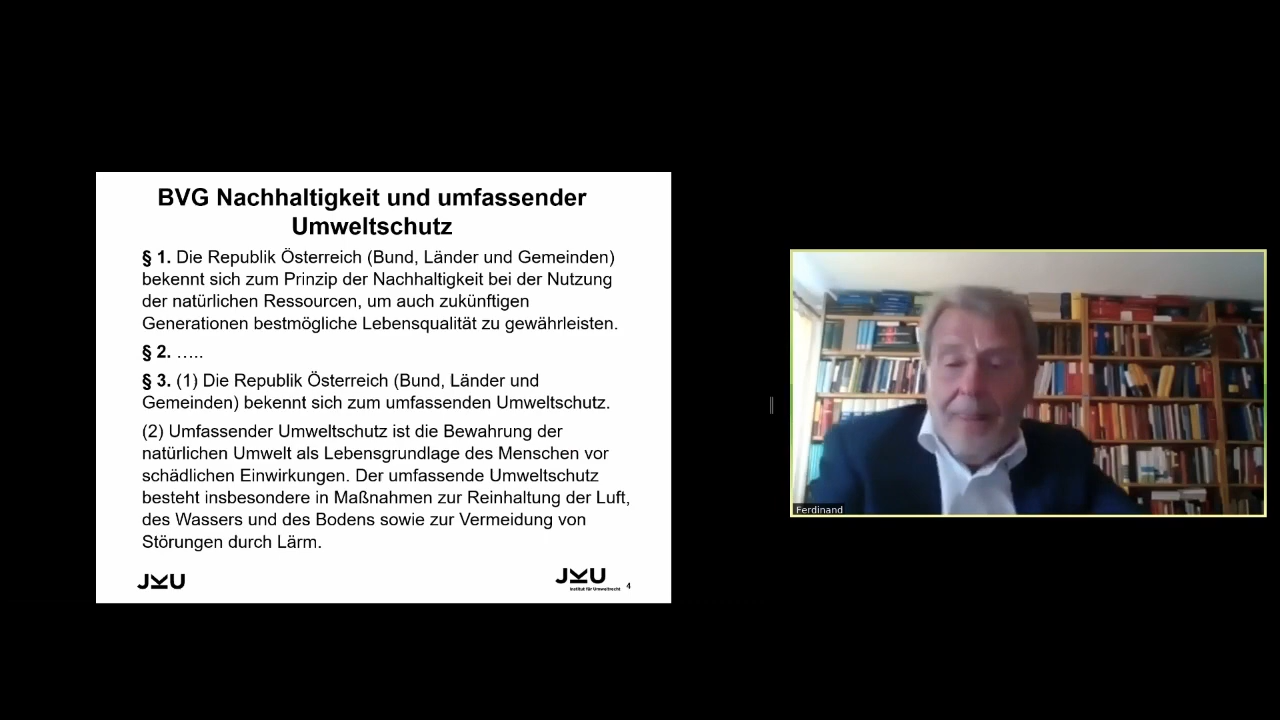 BVG Nachhaltigkeit und umfassender
Umweltschutz
§ 1. Die Republik Österreich (Bund, Länder und Gemeinden)
bekennt sich zum Prinzip der Nachhaltigkeit bei der Nutzung
der natürlichen Ressourcen, um auch zukünftigen
Generationen bestmögliche Lebensqualität zu gewährleisten.
§ 2. …..
§ 3. (1) Die Republik Österreich (Bund, Länder und
Gemeinden) bekennt sich zum umfassenden Umweltschutz.
(2) Umfassender Umweltschutz ist die Bewahrung der
natürlichen Umwelt als Lebensgrundlage des Menschen vor
schädlichen Einwirkungen. Der umfassende Umweltschutz
besteht insbesondere in Maßnahmen zur Reinhaltung der Luft,
des Wassers und des Bodens sowie zur Vermeidung von
Störungen durch Lärm.
JKU
JKU
Institut für Umweltrecht
4
Ferdinand